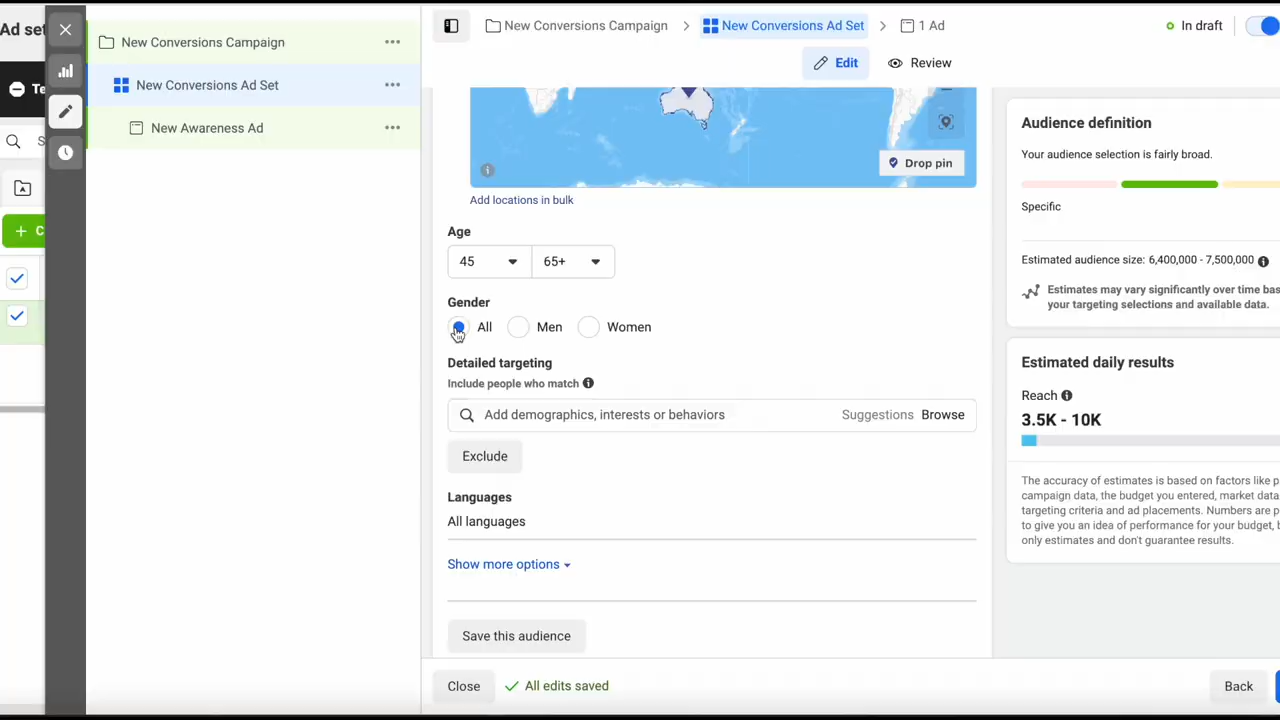 Ad set
Te
S
C
New Conversions Campaign
New Conversions Ad Set
New Awareness Ad
New Conversions Campaign
New Conversions Ad Set
1 Ad
In draft
Edit
Review
Drop pin
Add locations in bulk
Age
45
65+
Gender
All
Men
Women
Detailed targeting
Include people who match
Add demographics, interests or behaviors
Suggestions
Browse
Exclude
Languages
All languages
Show more options
Save this audience
Close
All edits saved
Back
Audience definition
Your audience selection is fairly broad.
Specific
Estimated audience size: 6,400,000 - 7,500,000
Estimates may vary significantly over time bas
your targeting selections and available data.
Estimated daily results
Reach
3.5K - 10K
The accuracy of estimates is based on factors like p
campaign data, the budget you entered, market data
targeting criteria and ad placements. Numbers are p
to give you an idea of performance for your budget, b
only estimates and don't guarantee results.